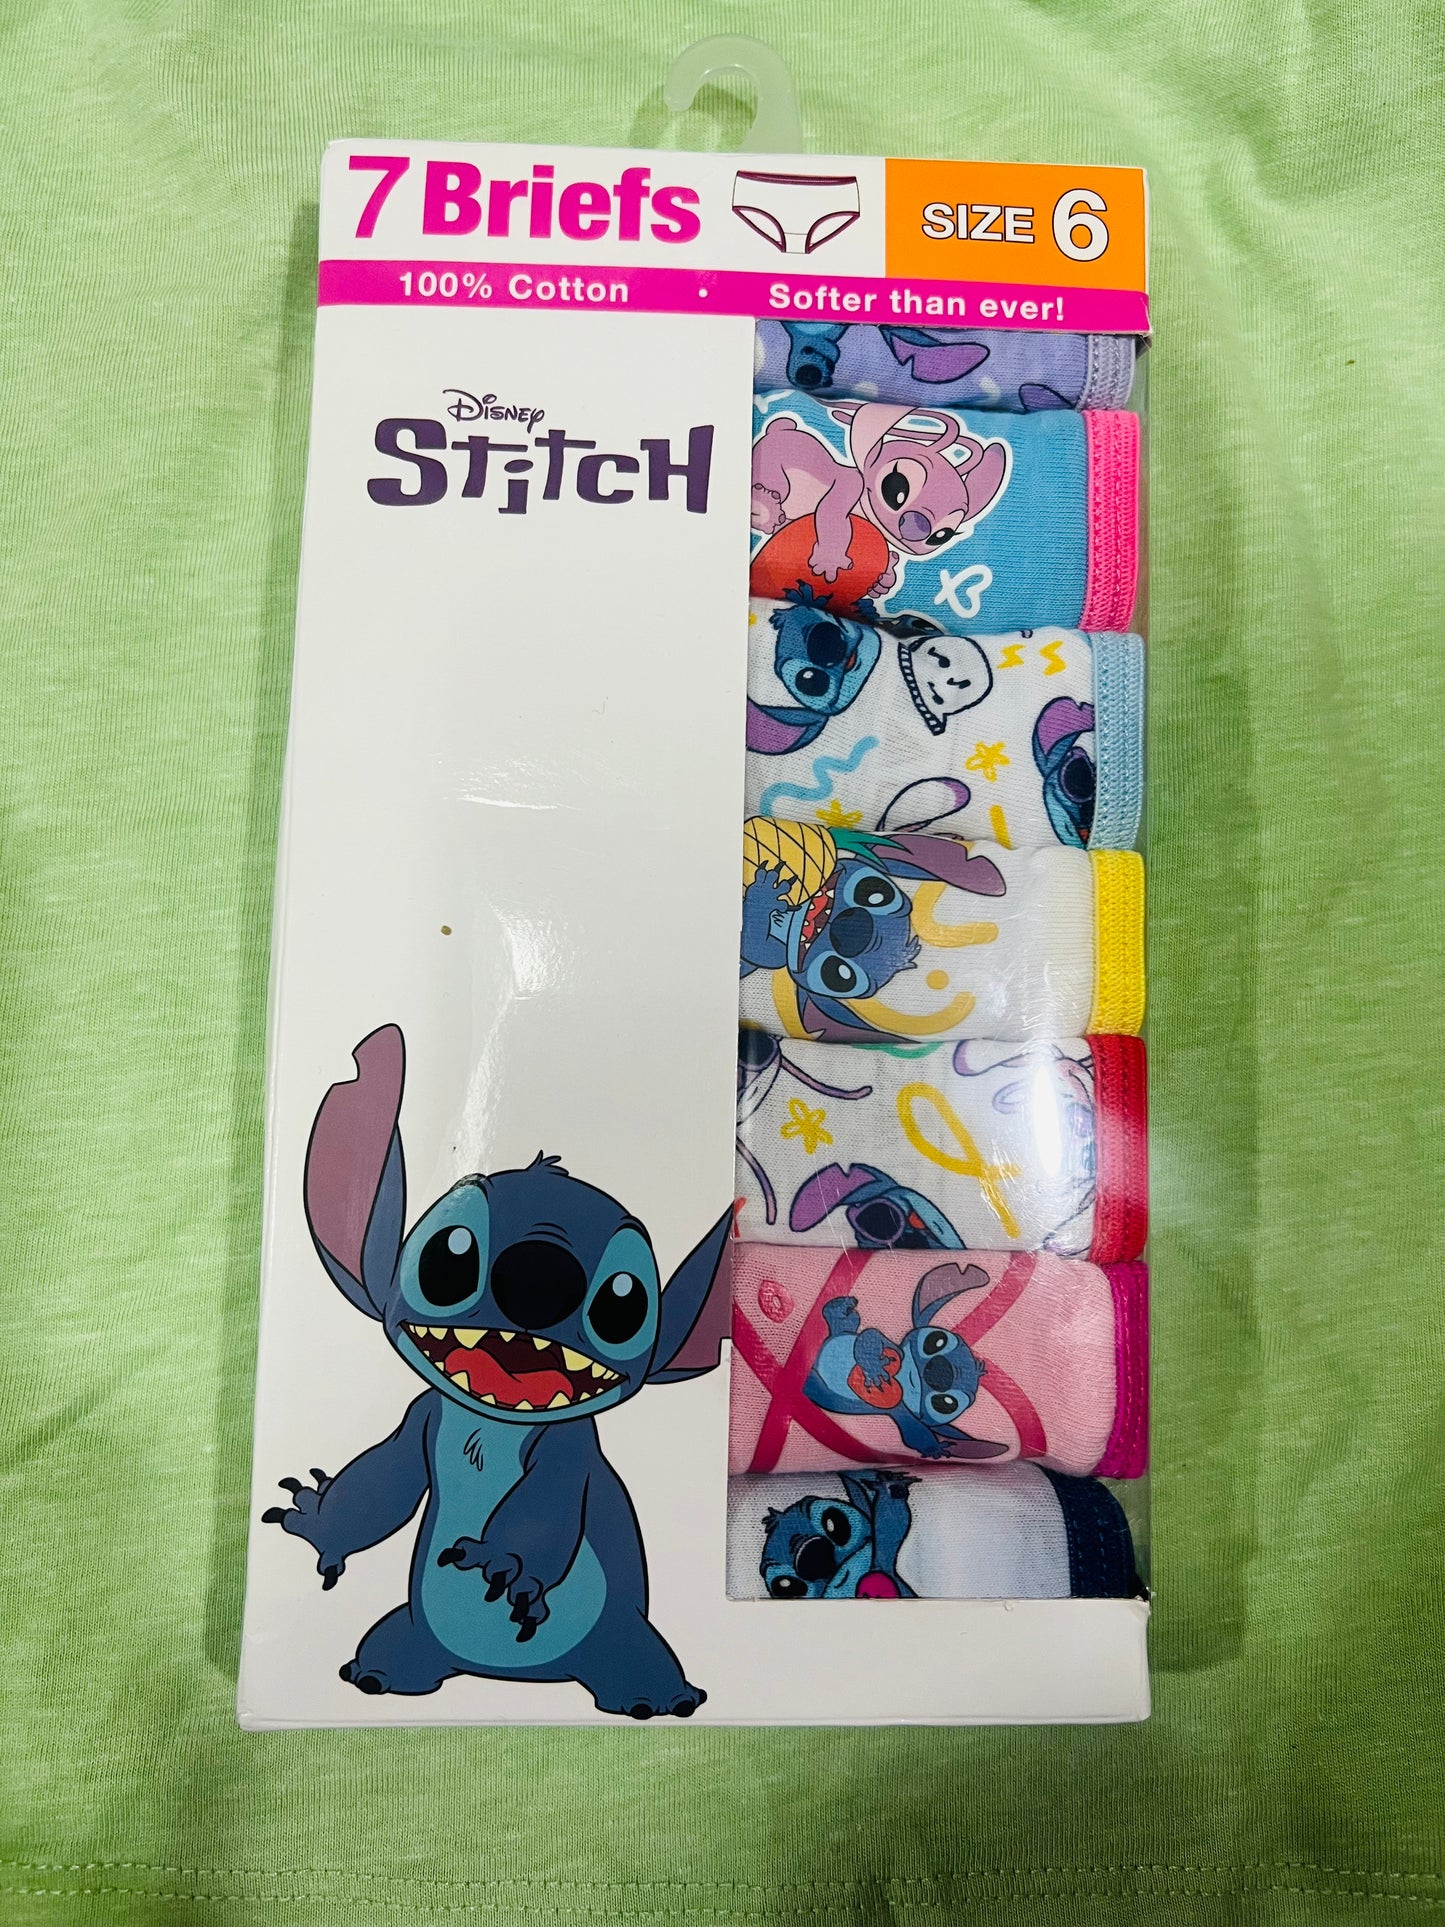 7 Briefs
SIZE 6
100% Cotton • Softer than ever!
Disney
Stitch